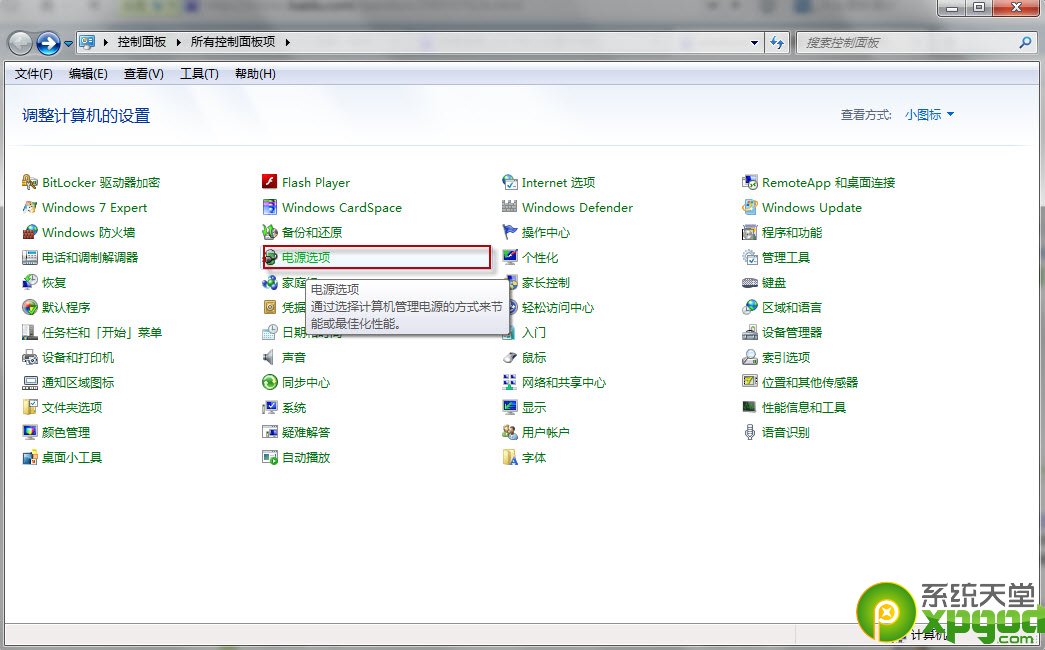 控制面板 所有控制面板项
搜索控制面板
文件(F) 编辑(E) 查看(V) 工具(T) 帮助(H)
调整计算机的设置
查看方式: 小图标
BitLocker 驱动器加密 Flash Player Internet 选项 RemoteApp 和桌面连接
Windows 7 Expert Windows CardSpace Windows Defender Windows Update
Windows 防火墙 备份和还原 操作中心 程序和功能
电话和调制解调器 电源选项 个性化 管理工具
恢复 家庭 家长控制 键盘
电源选项
通过选择计算机管理电源的方式来节
能或最佳化性能。
默认程序 凭据 轻松访问中心 区域和语言
任务栏和「开始」菜单 日期 入门 设备管理器
设备和打印机 声音 鼠标 索引选项
通知区域图标 同步中心 网络和共享中心 位置和其他传感器
文件夹选项 系统 显示 性能信息和工具
颜色管理 疑难解答 用户帐户 语音识别
桌面小工具 自动播放 字体
系统天堂
xpgod
.com
计算机